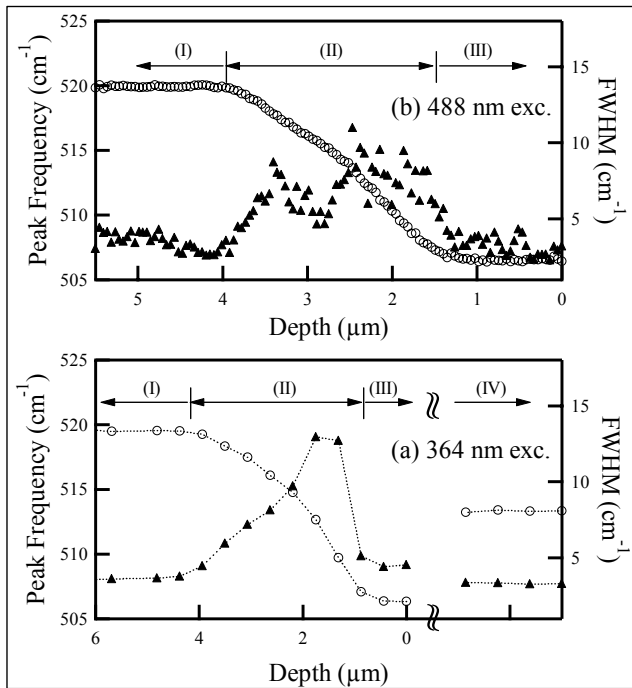 525
520
515
510
505
Peak Frequency (cm⁻¹)
(I)
(II)
(III)
(b) 488 nm exc.
15
10
5
FWHM (cm⁻¹)
5
4
3
2
1
0
Depth (µm)
525
520
515
510
505
Peak Frequency (cm⁻¹)
(I)
(II)
(III)
(IV)
(a) 364 nm exc.
15
10
5
FWHM (cm⁻¹)
6
4
2
0
Depth (µm)